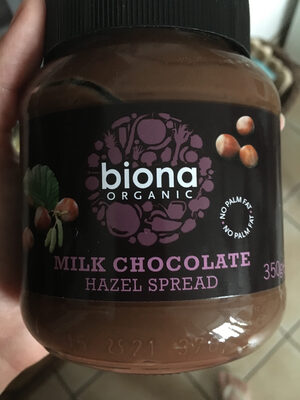 biona
ORGANIC
NO PALM FAT • NO PALM FAT •
MILK CHOCOLATE
HAZEL SPREAD
350g